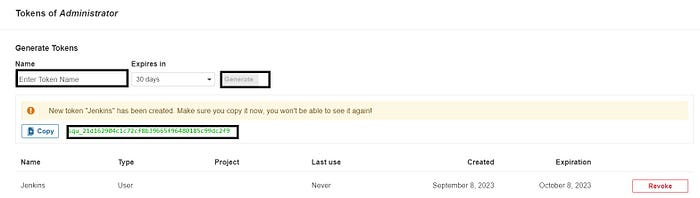 Tokens of Administrator
Generate Tokens
Name Expires in
Enter Token Name 30 days Generate
New token "Jenkins" has been created. Make sure you copy it now, you won't be able to see it again!
Copy squ_21d162904c1c72cf8b39665f96480185c99dc2f9
Name Type Project Last use Created Expiration
Jenkins User Never September 8, 2023 October 8, 2023 Revoke